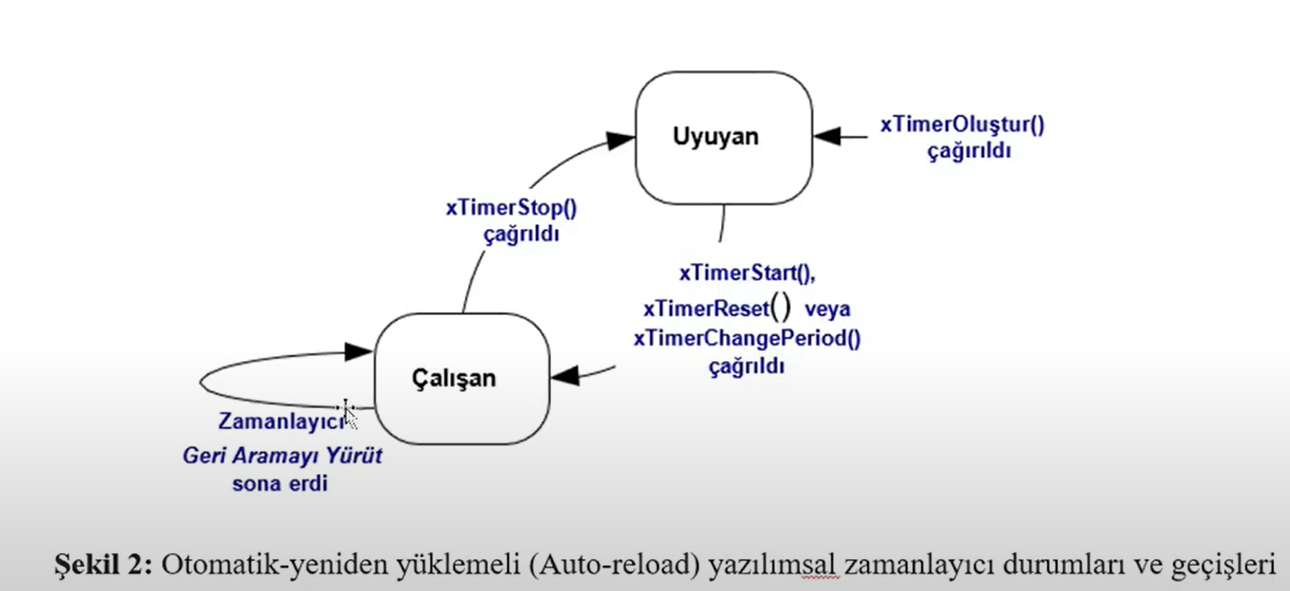 Uyuyan
xTimerOluştur()
çağırıldı
xTimerStop()
çağrıldı
xTimerStart(),
xTimerReset() veya
xTimerChangePeriod()
çağrıldı
Çalışan
Zamanlayıcı
Geri Aramayı Yürüt
sona erdi
Şekil 2: Otomatik-yeniden yüklemeli (Auto-reload) yazılımsal zamanlayıcı durumları ve geçişleri